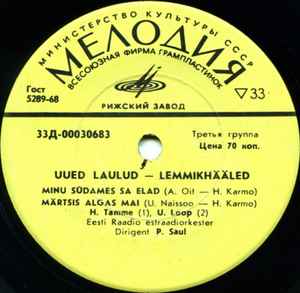 МИНИСТЕРСТВО КУЛЬТУРЫ СССР
МЕЛОДИЯ
ВСЕСОЮЗНАЯ ФИРМА ГРАМПЛАСТИНОК
Гост
5289-68
▽33
РИЖСКИЙ ЗАВОД
33Д-00030683
Третья группа
Цена 70 коп.
UUED LAULUD — LEMMIKHÄÄLED
MINU SÜDAMES SA ELAD (A. Oit — H. Karmo)
MÄRTSIS ALGAS MAI (U. Naissoo — H. Karmo)
H. Tamme (1), U. Loop (2)
Eesti Raadio estraadiorkester
Dirigent P. Saul